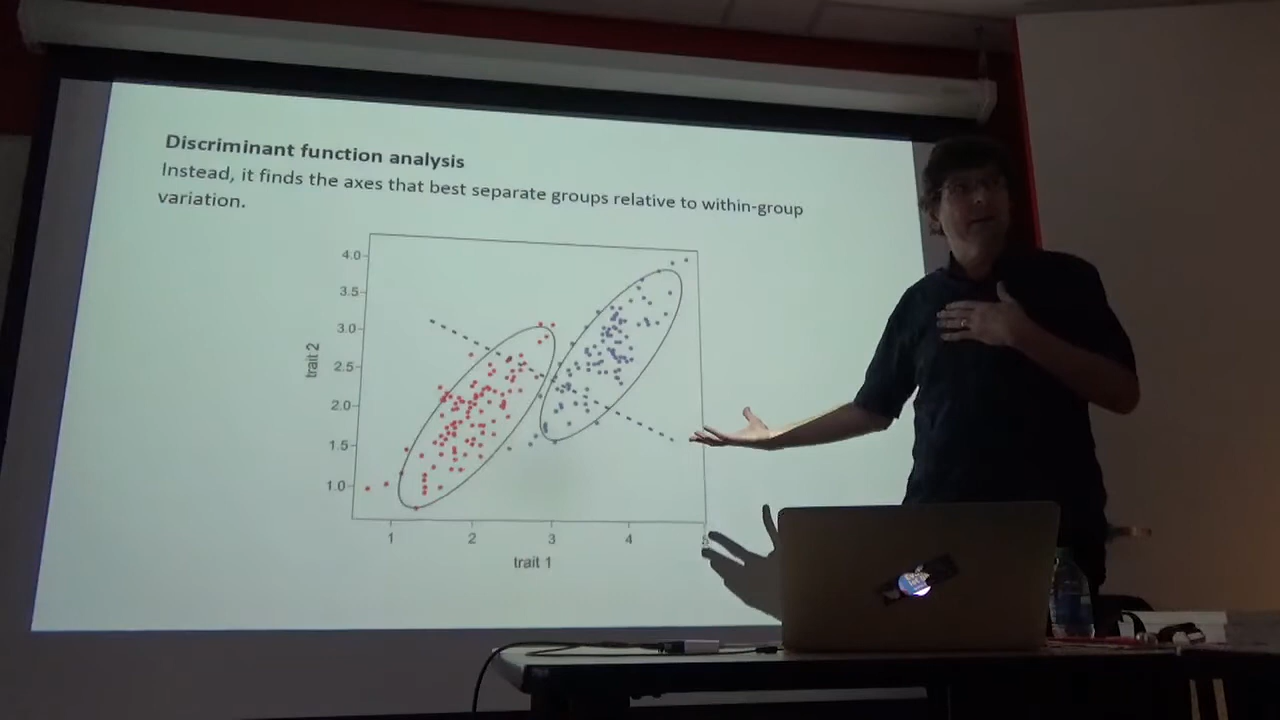 Discriminant function analysis
Instead, it finds the axes that best separate groups relative to within-group
variation.
4.0
3.5
3.0
2.5
2.0
1.5
1.0
trait 2
1 2 3 4 5
trait 1